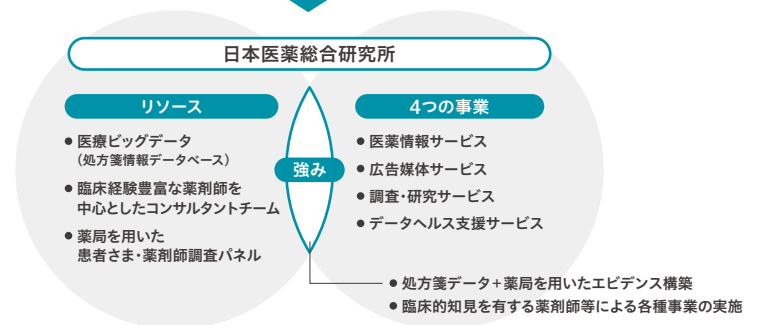 日本医薬総合研究所
リソース
● 医療ビッグデータ
（処方箋情報データベース）
● 臨床経験豊富な薬剤師を
中心としたコンサルタントチーム
● 薬局を用いた
患者さま・薬剤師調査パネル
強み
4つの事業
● 医薬情報サービス
● 広告媒体サービス
● 調査・研究サービス
● データヘルス支援サービス
● 処方箋データ＋薬局を用いたエビデンス構築
● 臨床的知見を有する薬剤師等による各種事業の実施